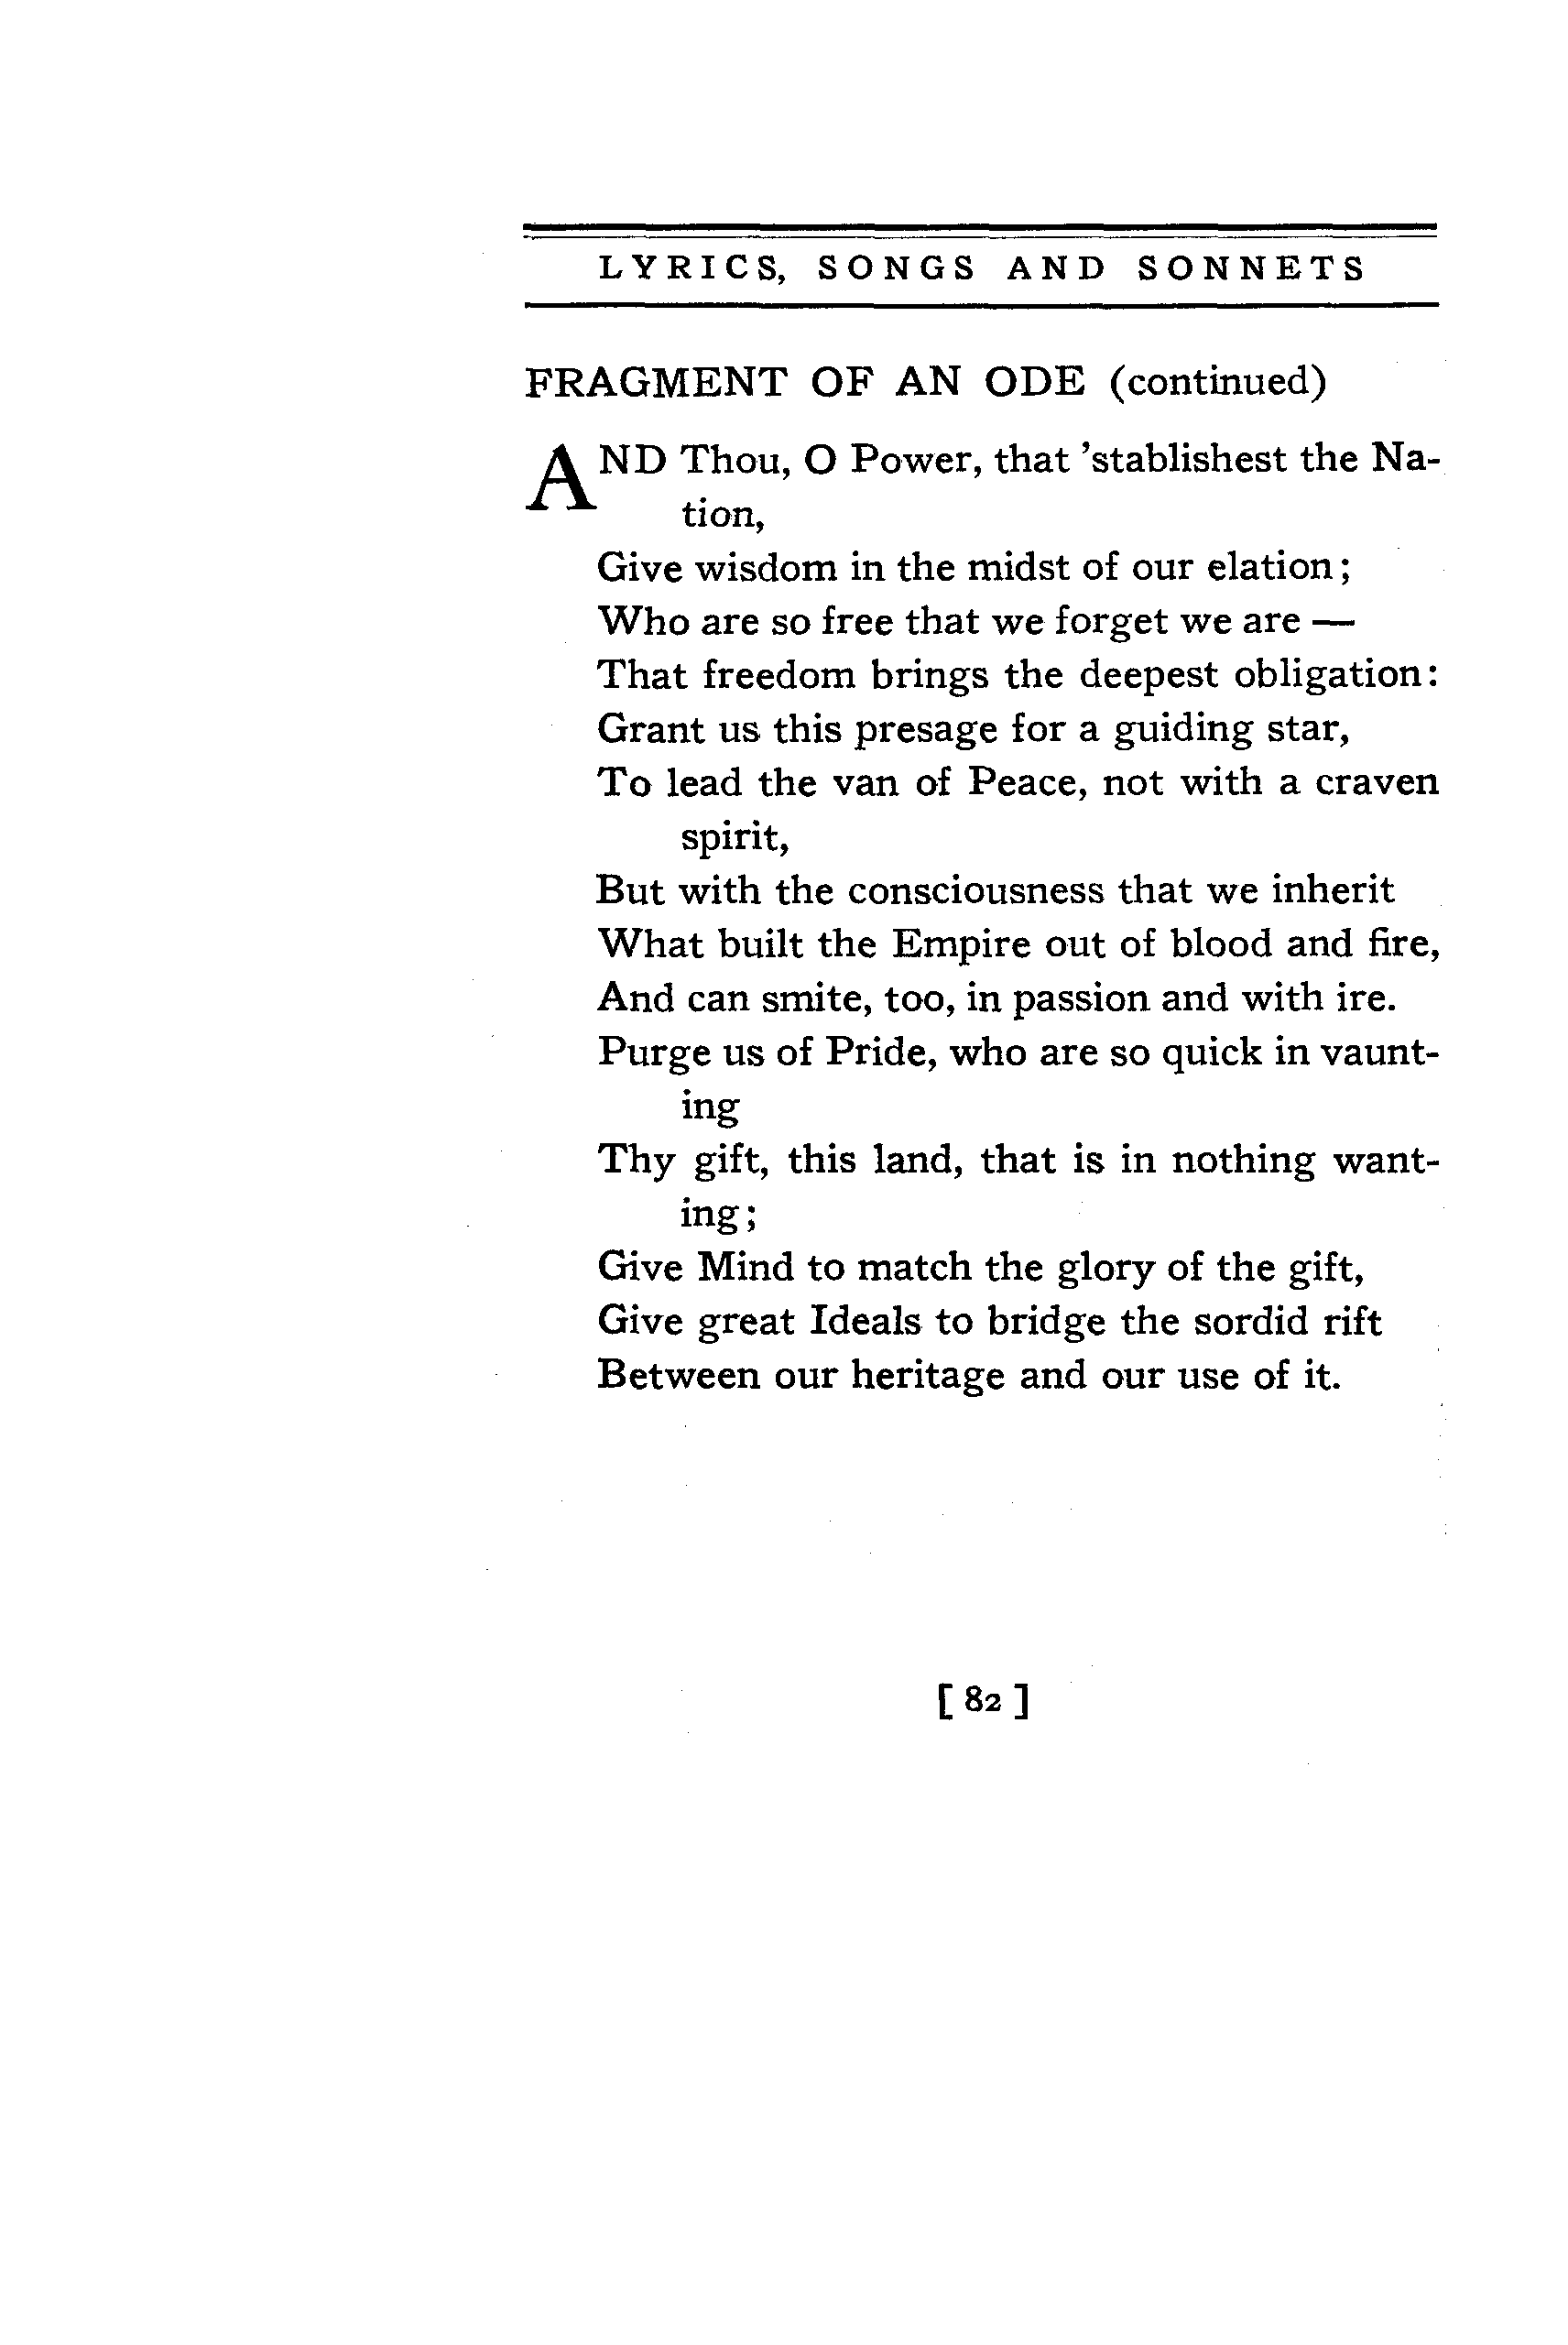 LYRICS, SONGS AND SONNETS
FRAGMENT OF AN ODE (continued)
AND Thou, O Power, that ’stablishest the Na-
tion,
Give wisdom in the midst of our elation;
Who are so free that we forget we are —
That freedom brings the deepest obligation:
Grant us this presage for a guiding star,
To lead the van of Peace, not with a craven
spirit,
But with the consciousness that we inherit
What built the Empire out of blood and fire,
And can smite, too, in passion and with ire.
Purge us of Pride, who are so quick in vaunt-
ing
Thy gift, this land, that is in nothing want-
ing;
Give Mind to match the glory of the gift,
Give great Ideals to bridge the sordid rift
Between our heritage and our use of it.
[ 82 ]